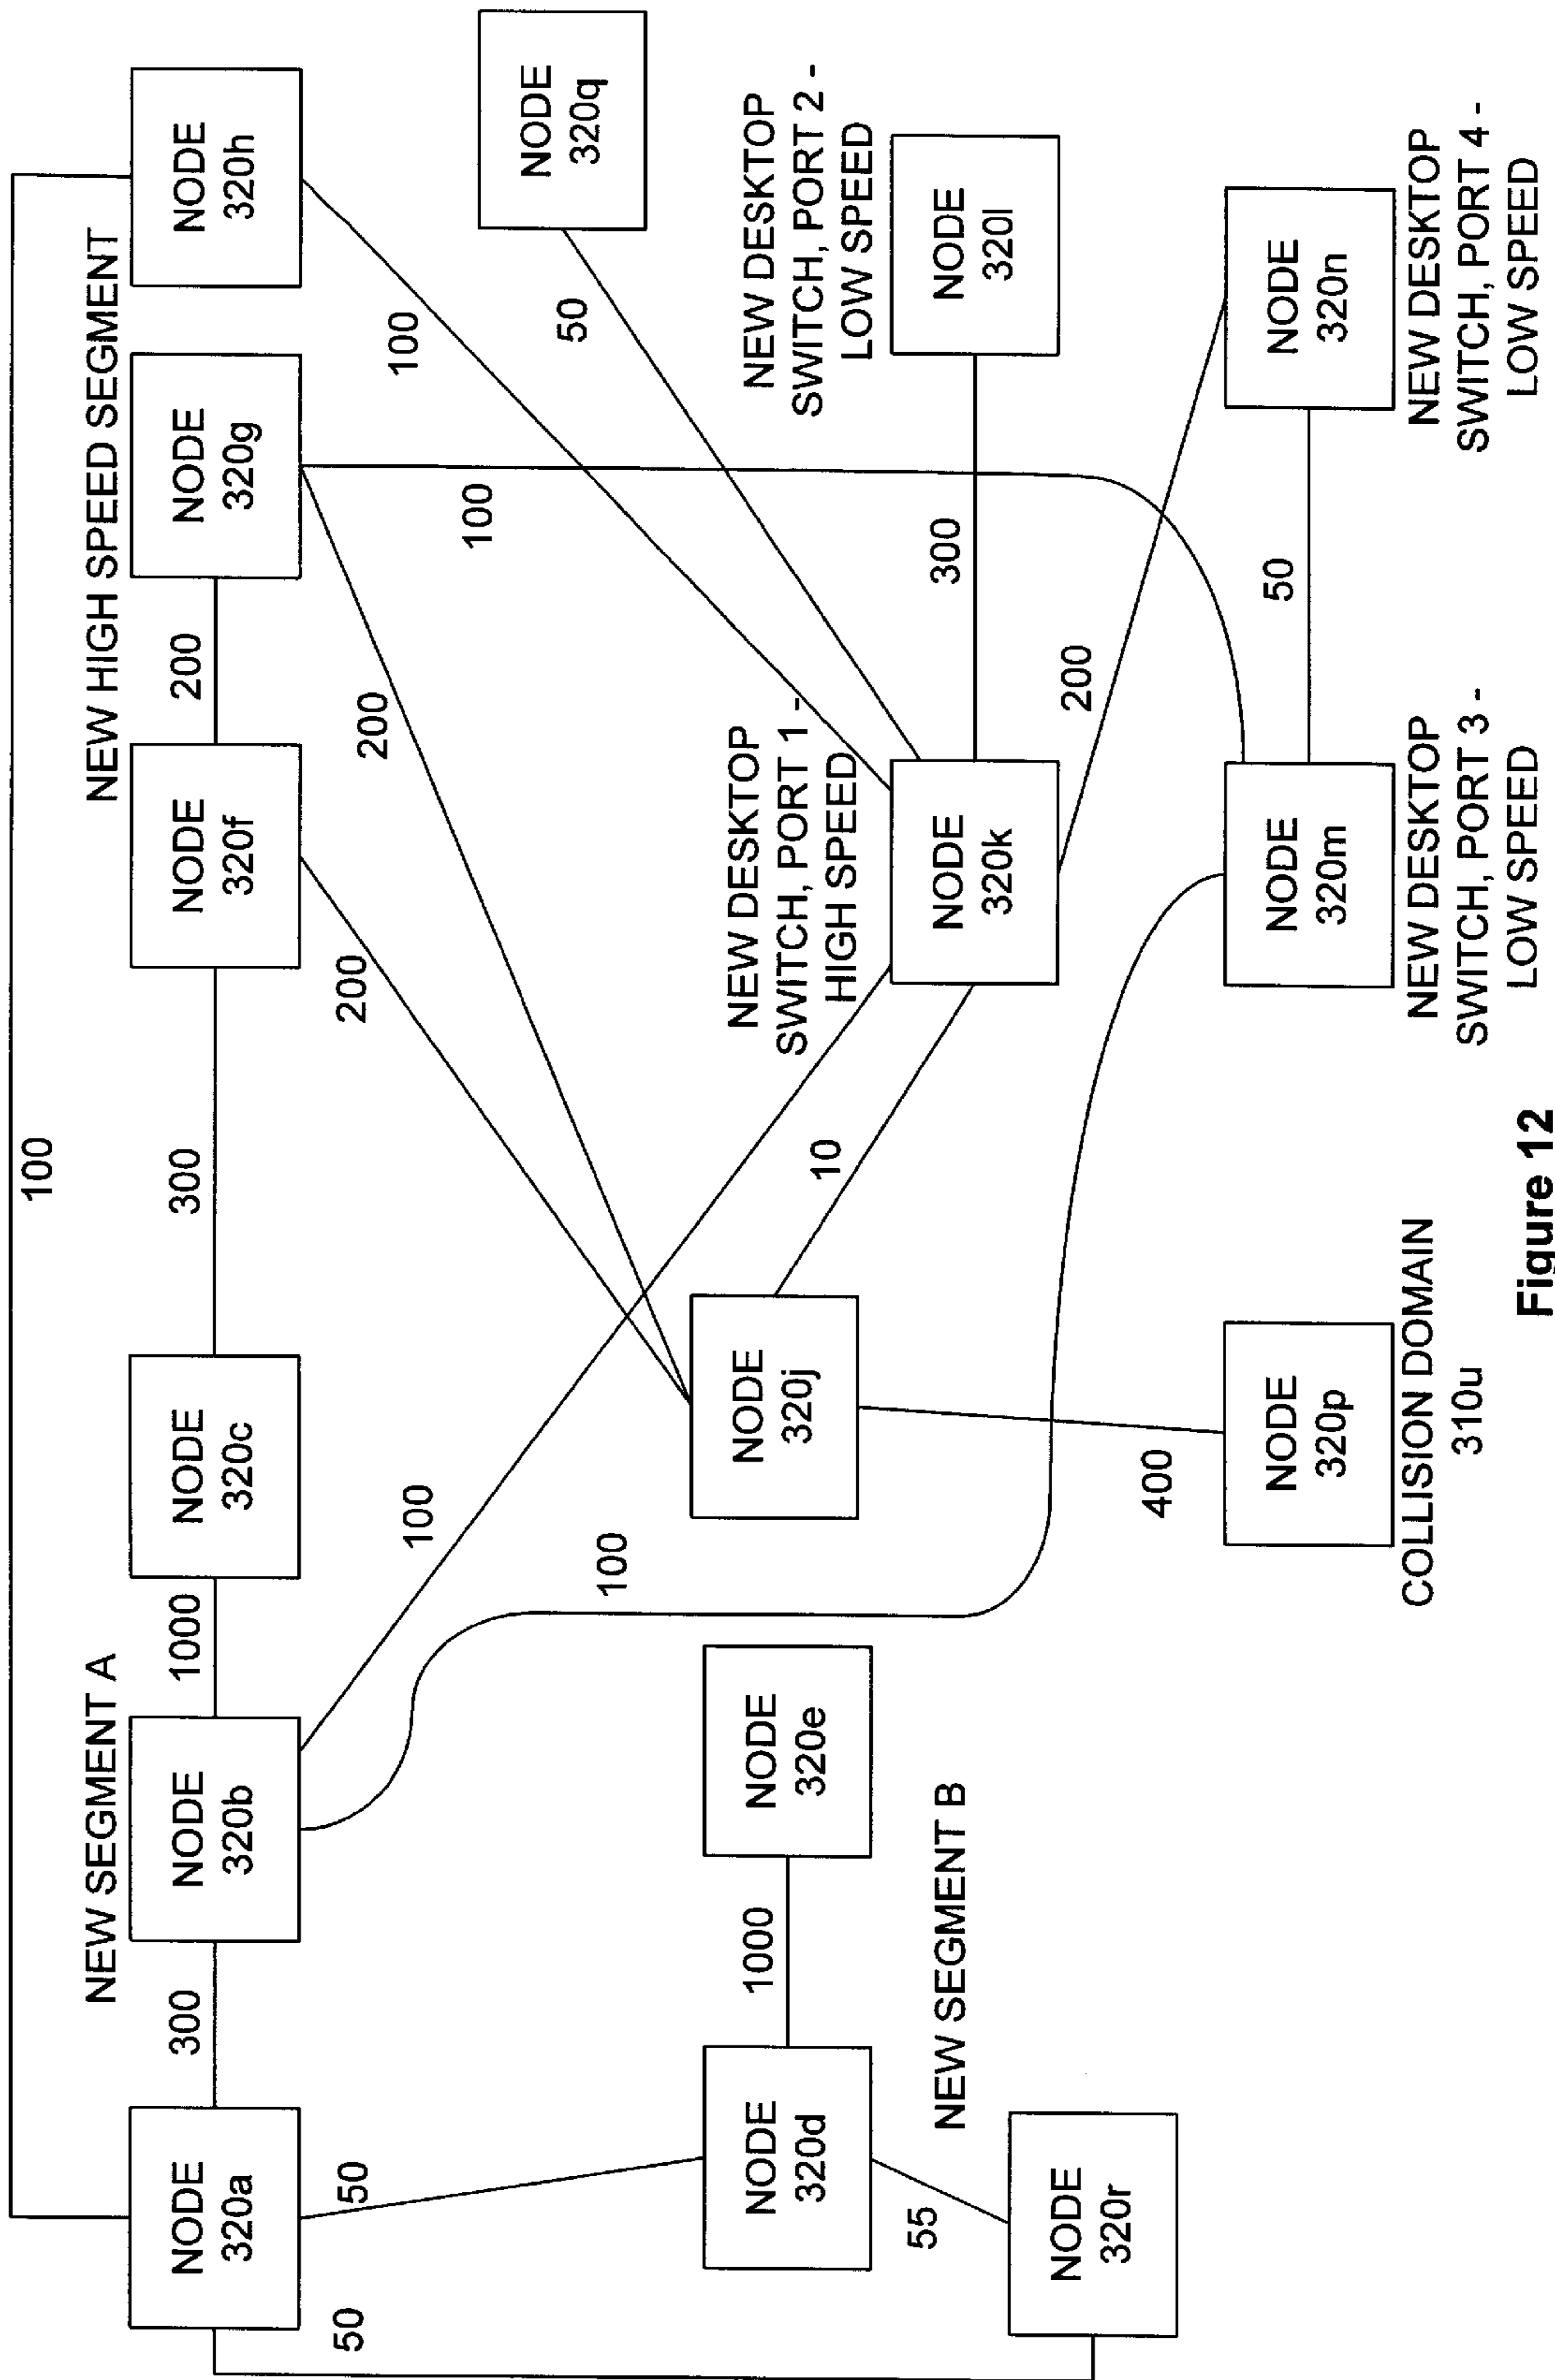 100
NEW SEGMENT A
NEW HIGH SPEED SEGMENT
NODE
320a
300
NODE
320b
1000
NODE
320c
300
NODE
320f
200
NODE
320g
NODE
320h
50
50
100
100
200
200
100
100
50
NODE
320q
NODE
320d
1000
NODE
320e
NODE
320j
10
NEW DESKTOP
SWITCH, PORT 1 -
HIGH SPEED
NEW DESKTOP
SWITCH, PORT 2 -
LOW SPEED
NODE
320k
300
NODE
320l
55
NEW SEGMENT B
NODE
320r
400
200
NODE
320p
NODE
320m
50
NODE
320n
COLLISION DOMAIN
310u
NEW DESKTOP
SWITCH, PORT 3 -
LOW SPEED
NEW DESKTOP
SWITCH, PORT 4 -
LOW SPEED
Figure 12